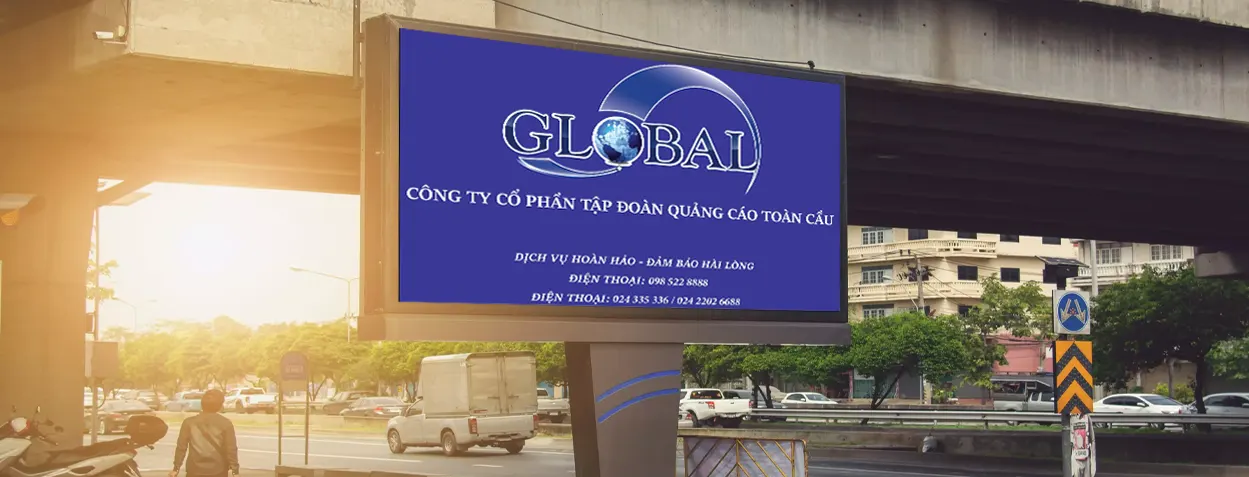 GLOBAL
CÔNG TY CỔ PHẦN TẬP ĐOÀN QUẢNG CÁO TOÀN CẦU
DỊCH VỤ HOÀN HẢO - ĐẢM BẢO HÀI LÒNG
ĐIỆN THOẠI: 098 522 8888
ĐIỆN THOẠI: 024 335 336 / 024 2202 6688